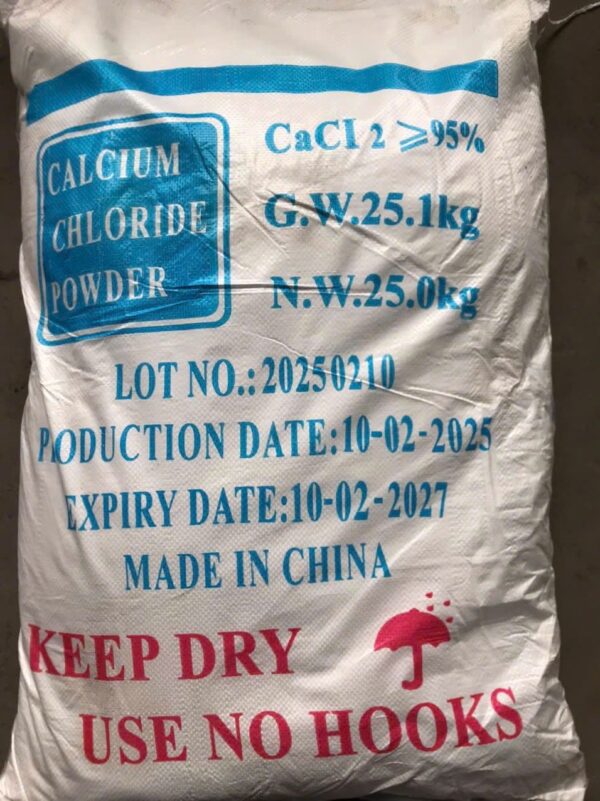 CALCIUM
CHLORIDE
POWDER
CaCI 2 ⩾95%
G.W.25.1kg
N.W.25.0kg
LOT NO.:20250210
PRODUCTION DATE:10-02-2025
EXPIRY DATE:10-02-2027
MADE IN CHINA
KEEP DRY
USE NO HOOKS